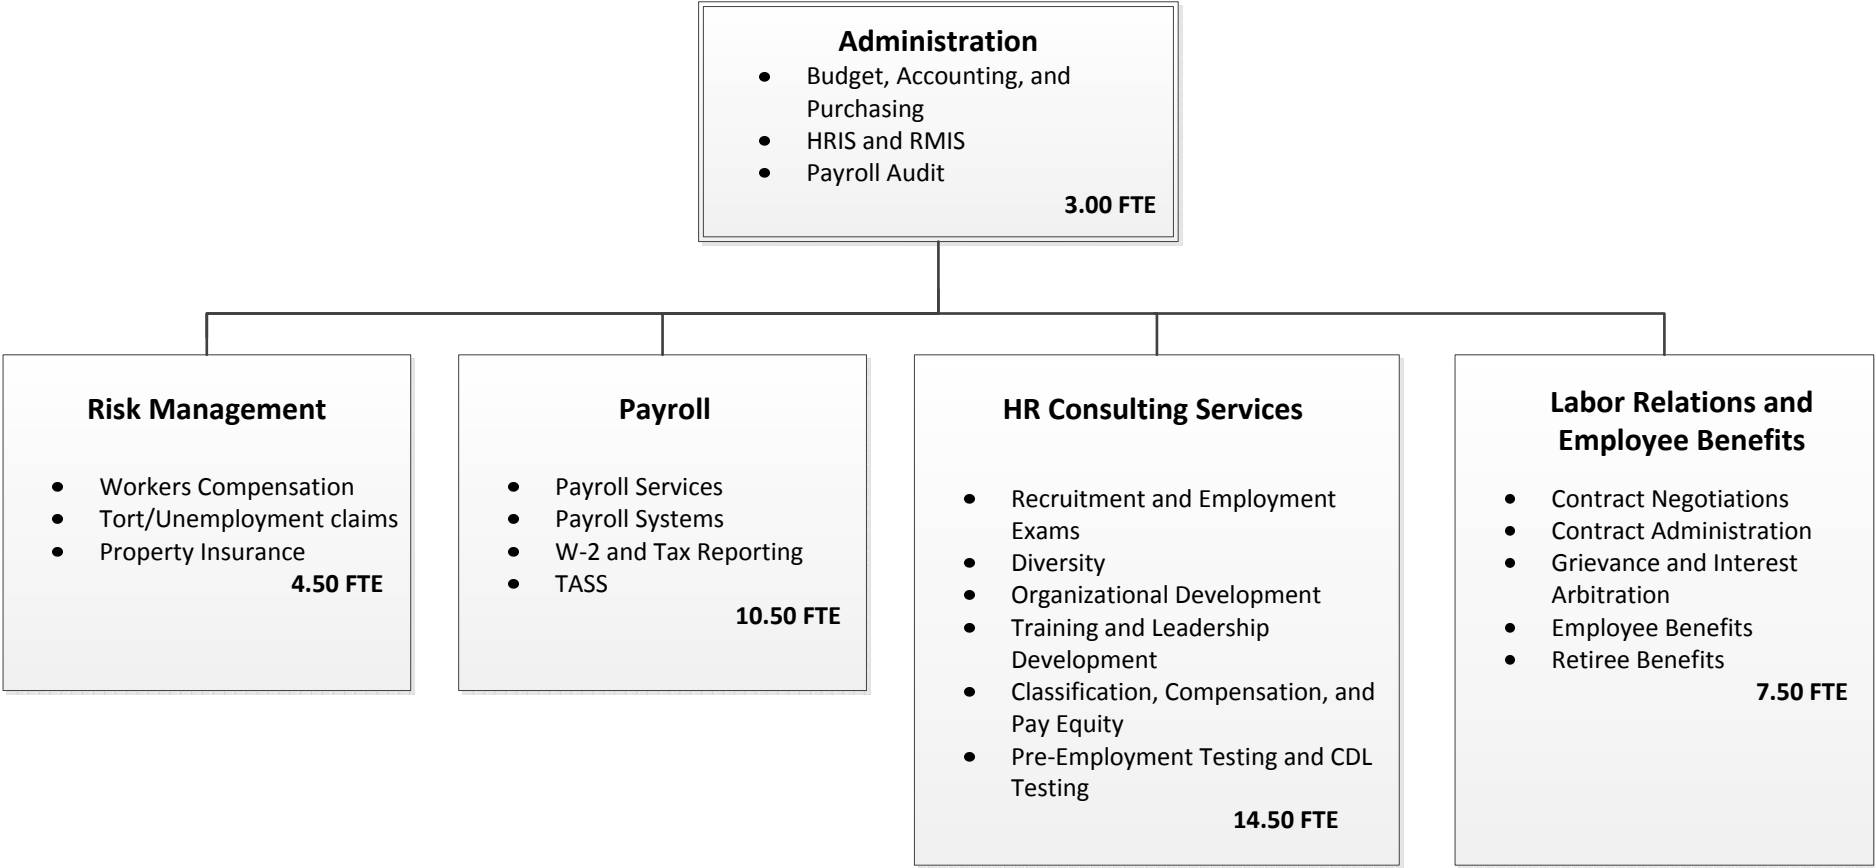 Administration
• Budget, Accounting, and
Purchasing
• HRIS and RMIS
• Payroll Audit
3.00 FTE
Risk Management
• Workers Compensation
• Tort/Unemployment claims
• Property Insurance
4.50 FTE
Payroll
• Payroll Services
• Payroll Systems
• W-2 and Tax Reporting
• TASS
10.50 FTE
HR Consulting Services
• Recruitment and Employment
Exams
• Diversity
• Organizational Development
• Training and Leadership
Development
• Classification, Compensation, and
Pay Equity
• Pre-Employment Testing and CDL
Testing
14.50 FTE
Labor Relations and
Employee Benefits
• Contract Negotiations
• Contract Administration
• Grievance and Interest
Arbitration
• Employee Benefits
• Retiree Benefits
7.50 FTE